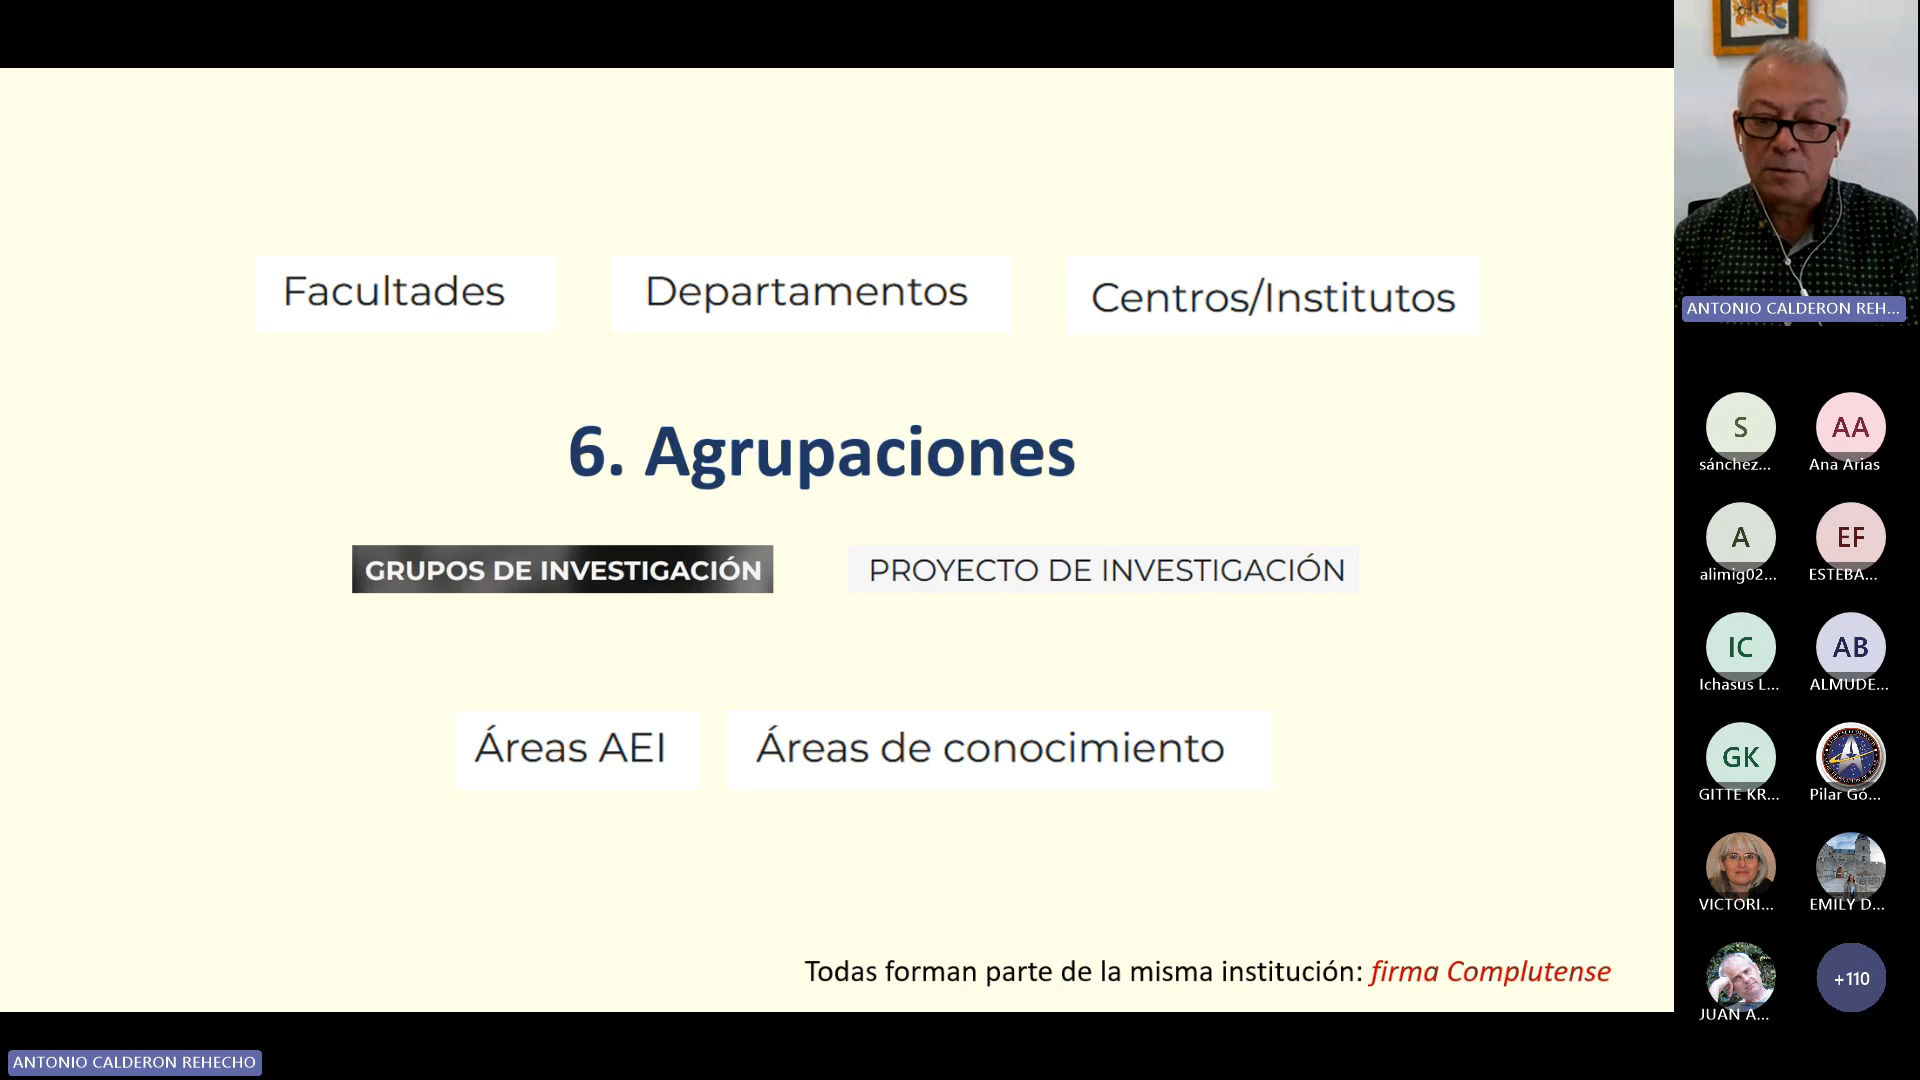 Facultades
Departamentos
Centros/Institutos
6. Agrupaciones
GRUPOS DE INVESTIGACIÓN
PROYECTO DE INVESTIGACIÓN
Áreas AEI
Áreas de conocimiento
Todas forman parte de la misma institución: firma Complutense
ANTONIO CALDERON REHECHO
ANTONIO CALDERON REH...
S
sánchez...
AA
Ana Arias
A
alimig02...
EF
ESTEBA...
IC
Ichasus L...
AB
ALMUDE...
GK
GITTE KR...
Pilar Gó...
VICTORI...
EMILY D...
JUAN A...
+110